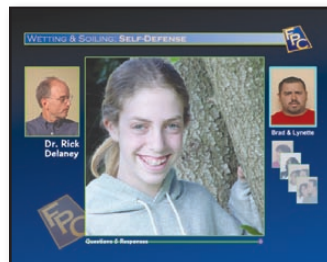 WETTING & SOILING: SELF-DEFENSE
FPC
Dr. Rick
Delaney
Brad & Lynette
FPC
Questions & Responses